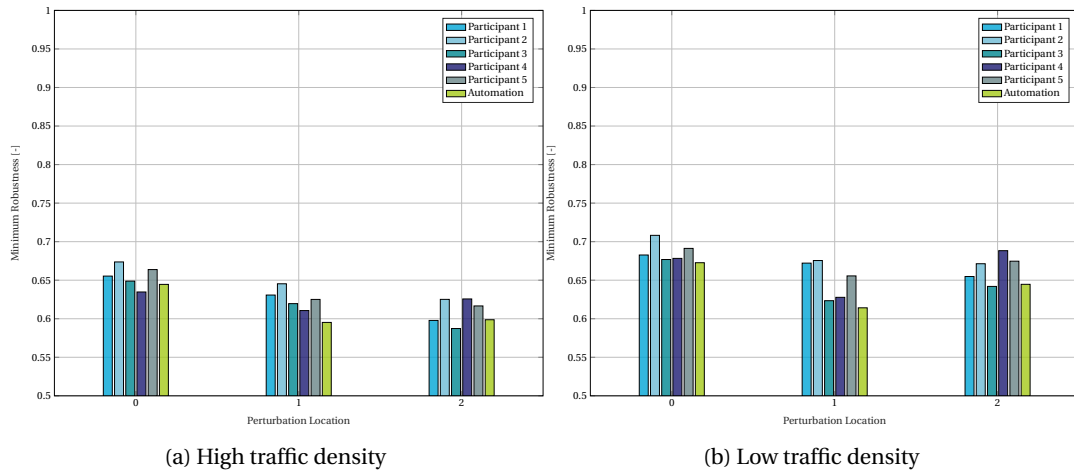 1
0.95
0.9
0.85
0.8
0.75
0.7
0.65
0.6
0.55
0.5
Minimum Robustness [-]
0
1
2
Perturbation Location
Participant 1
Participant 2
Participant 3
Participant 4
Participant 5
Automation
(a) High traffic density
1
0.95
0.9
0.85
0.8
0.75
0.7
0.65
0.6
0.55
0.5
Minimum Robustness [-]
0
1
2
Perturbation Location
Participant 1
Participant 2
Participant 3
Participant 4
Participant 5
Automation
(b) Low traffic density